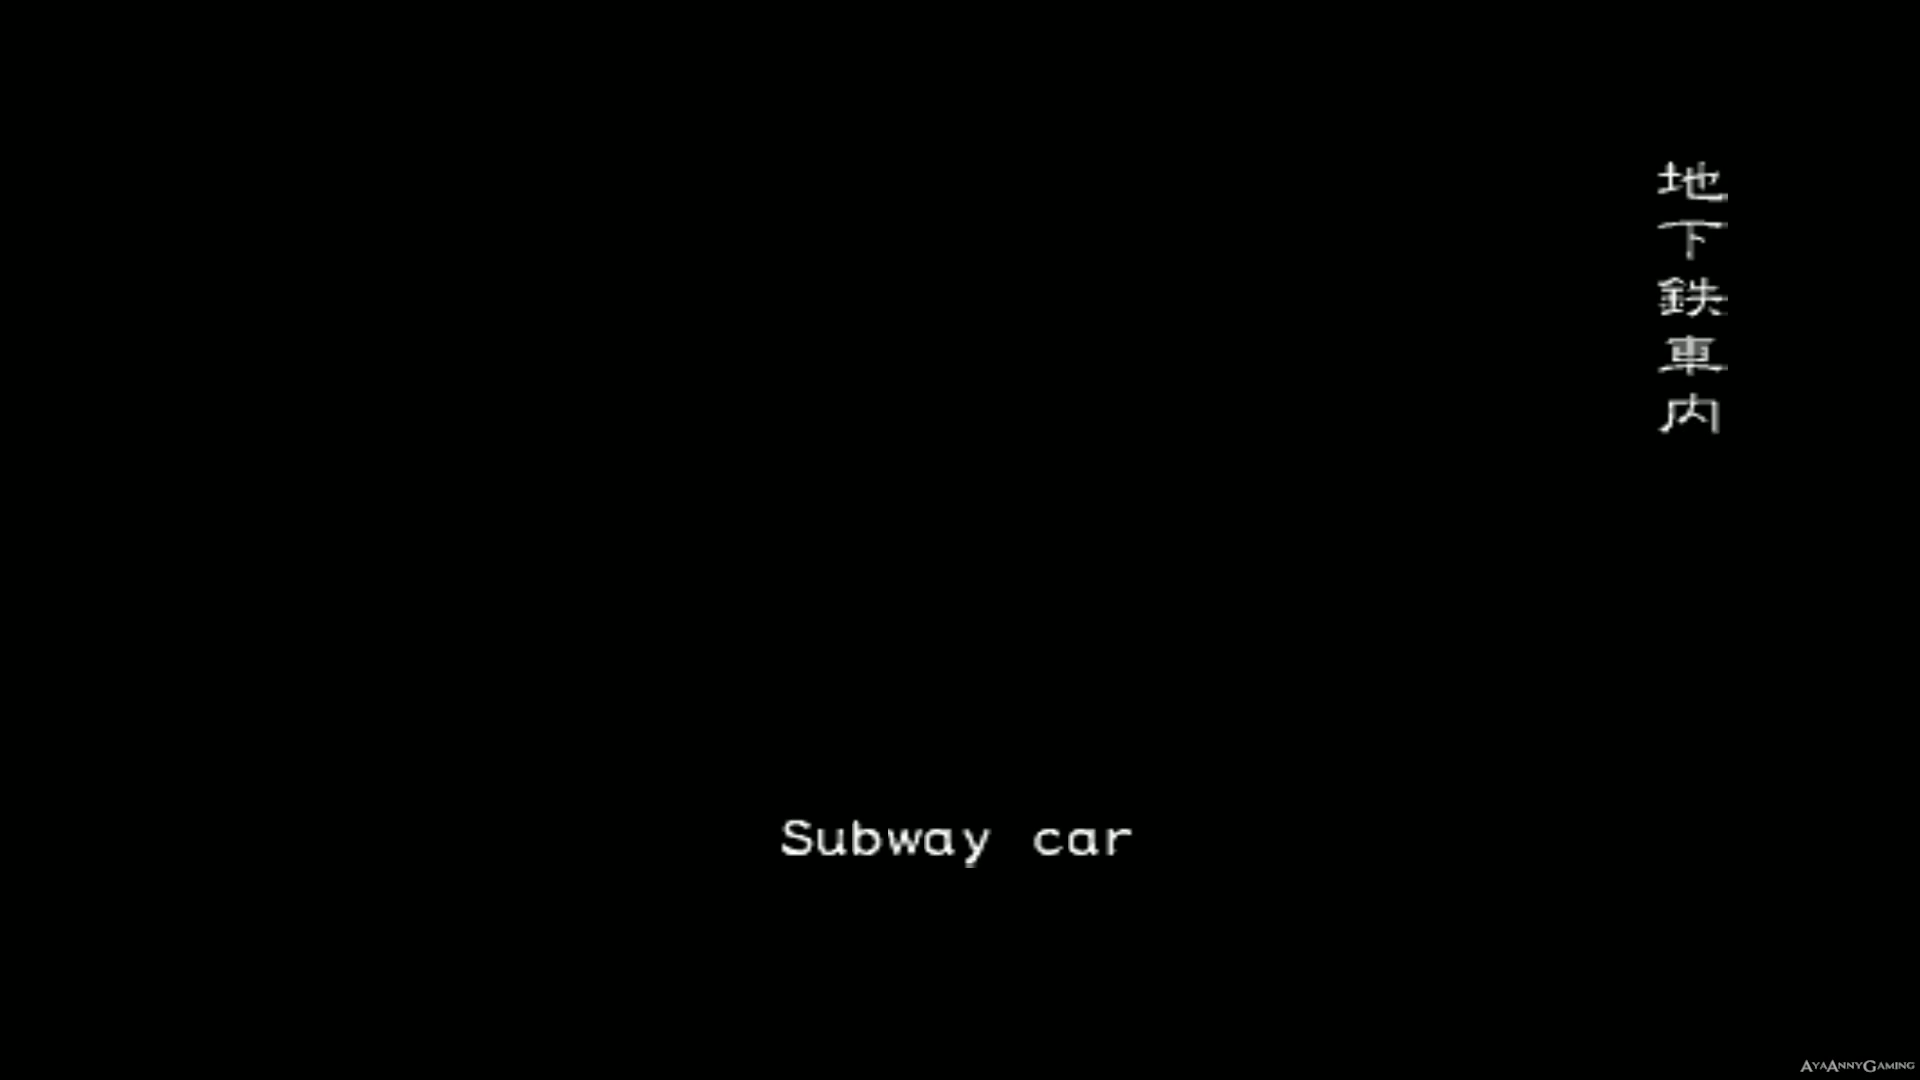 地下鉄車内
Subway car
AyaAnnyGaming